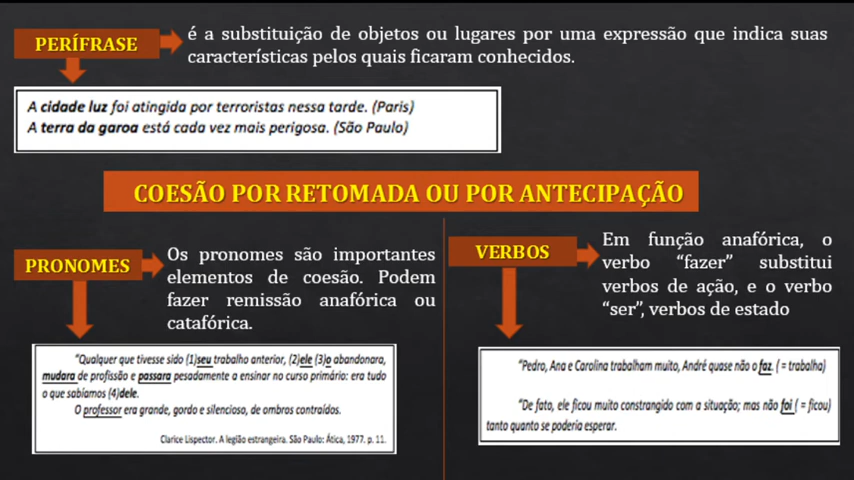 PERÍFRASE
é a substituição de objetos ou lugares por uma expressão que indica suas
características pelos quais ficaram conhecidos.
A cidade luz foi atingida por terroristas nessa tarde. (Paris)
A terra da garoa está cada vez mais perigosa. (São Paulo)
COESÃO POR RETOMADA OU POR ANTECIPAÇÃO
PRONOMES
Os pronomes são importantes
elementos de coesão. Podem
fazer remissão anafórica ou
catafórica.
"Qualquer que tivesse sido (1)seu trabalho anterior, (2)ele (3)o abandonara,
mudara de profissão e passara pesadamente a ensinar no curso primário: era tudo
o que sabíamos (4)dele.
O professor era grande, gordo e silencioso, de ombros contraídos.
Clarice Lispector. A legião estrangeira. São Paulo: Ática, 1977. p. 11.
VERBOS
Em função anafórica, o
verbo "fazer" substitui
verbos de ação, e o verbo
"ser", verbos de estado
"Pedro, Ana e Carolina trabalham muito, André quase não o faz. ( = trabalha)
"De fato, ele ficou muito constrangido com a situação; mas não foi ( = ficou)
tanto quanto se poderia esperar.